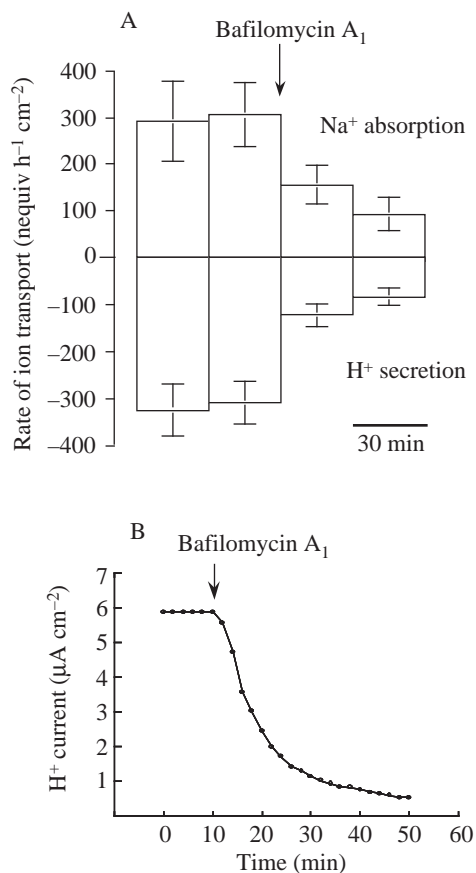 A
Bafilomycin A₁
400
300
200
100
0
−100
−200
−300
−400
Rate of ion transport (nequiv h⁻¹ cm⁻²)
Na⁺ absorption
H⁺ secretion
30 min
B
Bafilomycin A₁
7
6
5
4
3
2
1
H⁺ current (μA cm⁻²)
0 10 20 30 40 50 60
Time (min)